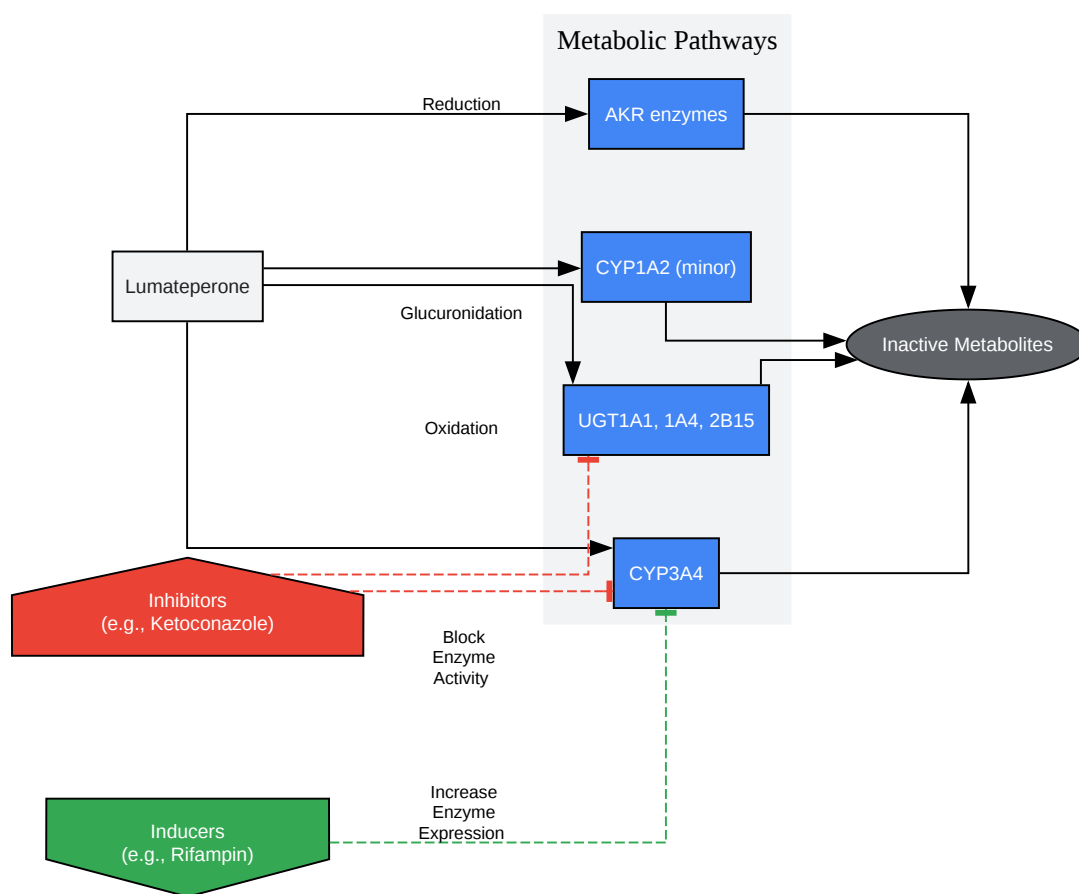 Metabolic Pathways
Reduction
AKR enzymes
CYP1A2 (minor)
Lumateperone
Glucuronidation
Inactive Metabolites
Oxidation
UGT1A1, 1A4, 2B15
CYP3A4
Inhibitors
(e.g., Ketoconazole)
Block
Enzyme
Activity
Increase
Enzyme
Expression
Inducers
(e.g., Rifampin)